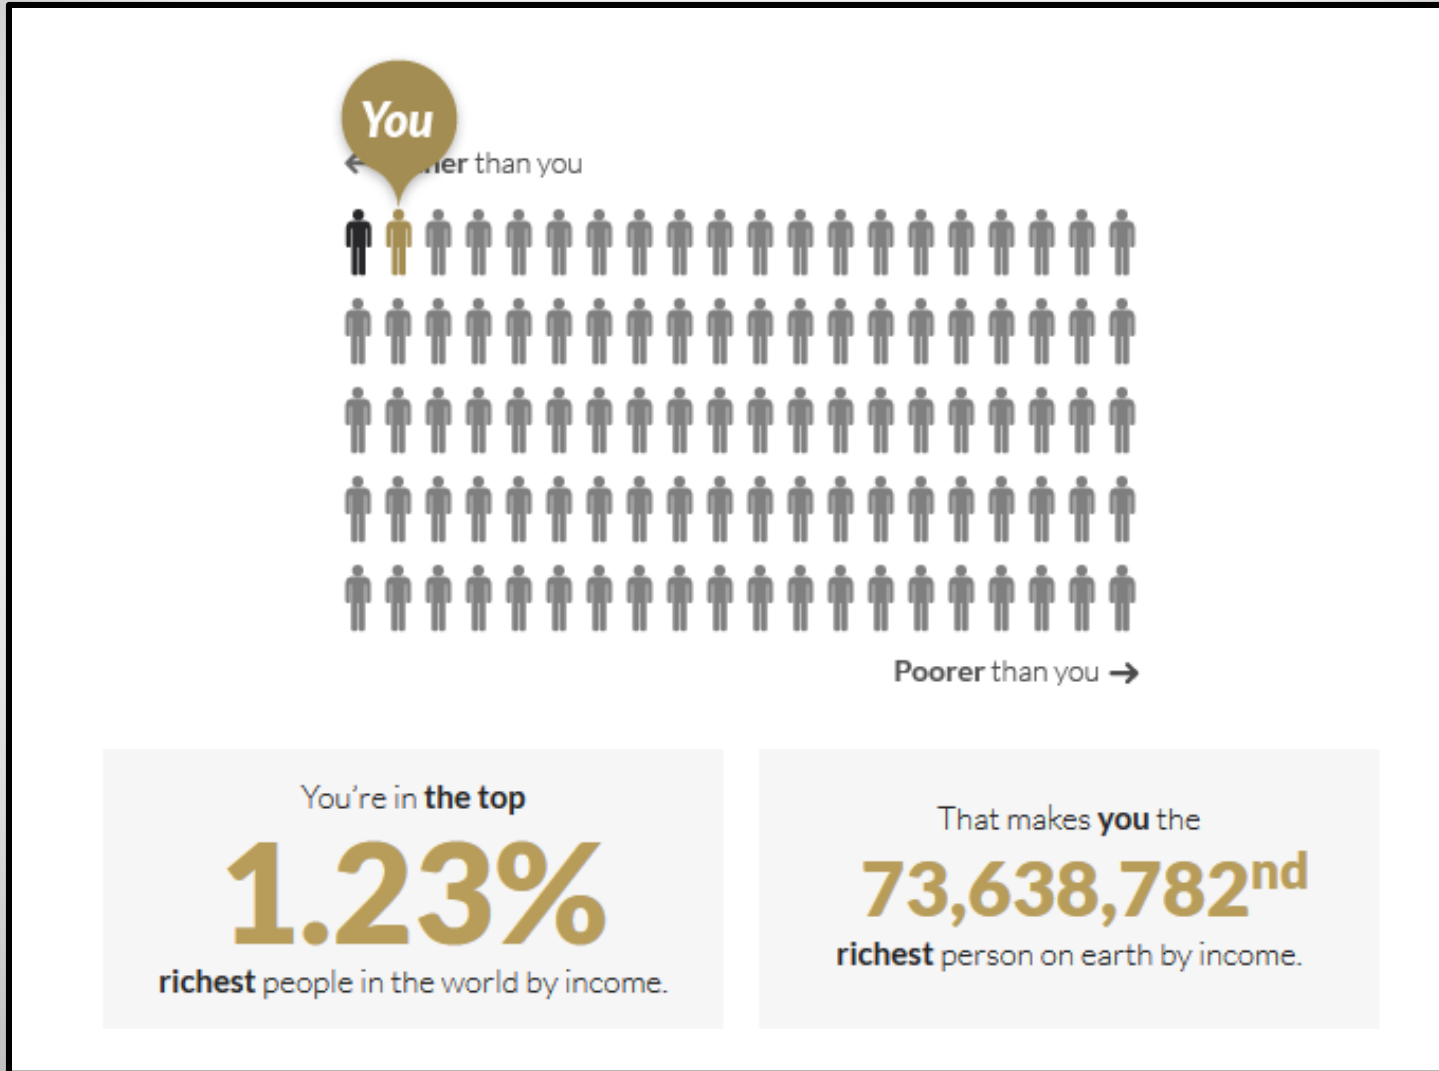 You
than you
Poorer than you →
You're in the top
1.23%
richest people in the world by income.
That makes you the
73,638,782nd
richest person on earth by income.